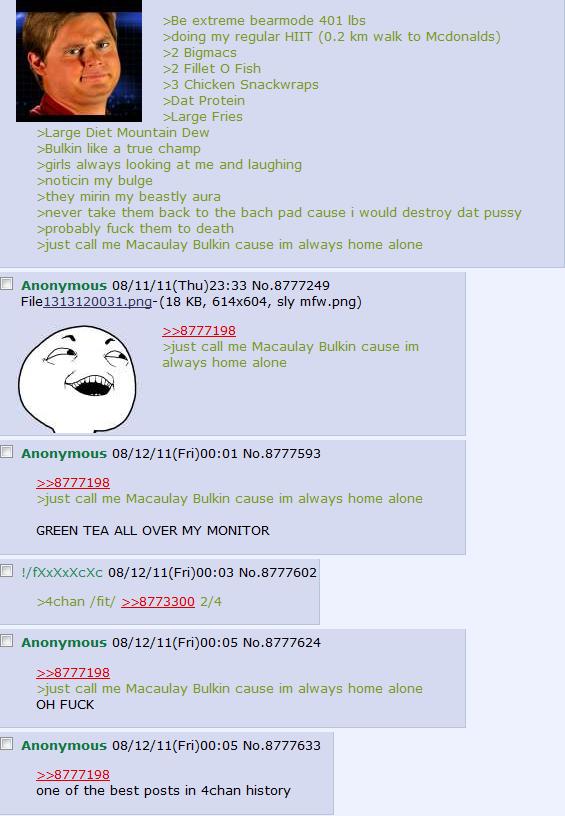 >Be extreme bearmode 401 lbs
>doing my regular HIIT (0.2 km walk to Mcdonalds)
>2 Bigmacs
>2 Fillet O Fish
>3 Chicken Snackwraps
>Dat Protein
>Large Fries
>Large Diet Mountain Dew
>Bulkin like a true champ
>girls always looking at me and laughing
>noticin my bulge
>they mirin my beastly aura
>never take them back to the bach pad cause i would destroy dat pussy
>probably fuck them to death
>just call me Macaulay Bulkin cause im always home alone
Anonymous 08/11/11(Thu)23:33 No.8777249
File1313120031.png-(18 KB, 614x604, sly mfw.png)
>>8777198
>just call me Macaulay Bulkin cause im
always home alone
Anonymous 08/12/11(Fri)00:01 No.8777593
>>8777198
>just call me Macaulay Bulkin cause im always home alone
GREEN TEA ALL OVER MY MONITOR
!/fXxXxXcXc 08/12/11(Fri)00:03 No.8777602
>4chan /fit/ >>8773300 2/4
Anonymous 08/12/11(Fri)00:05 No.8777624
>>8777198
>just call me Macaulay Bulkin cause im always home alone
OH FUCK
Anonymous 08/12/11(Fri)00:05 No.8777633
>>8777198
one of the best posts in 4chan history